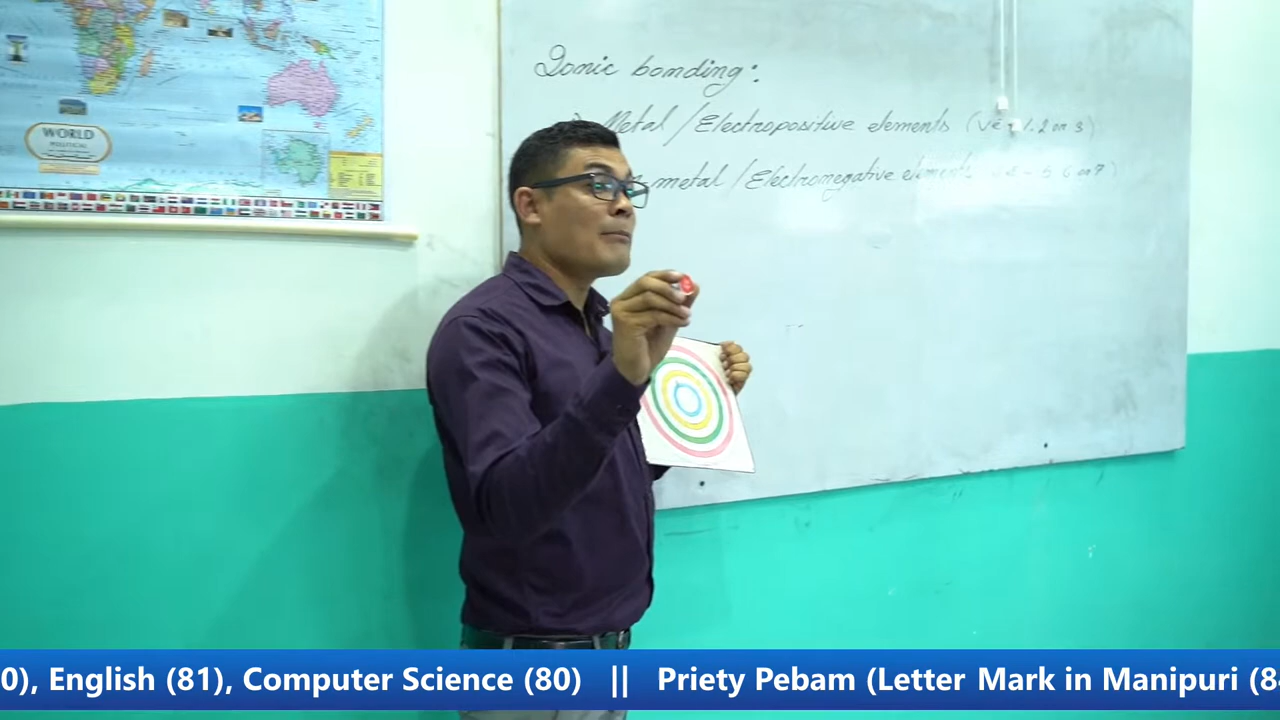 WORLD
POLITICAL
Ionic bonding:
Metal / Electropositive elements (Ve - 1, 2 or 3)
metal / Electronegative elements
0), English (81), Computer Science (80) || Priety Pebam (Letter Mark in Manipuri (8